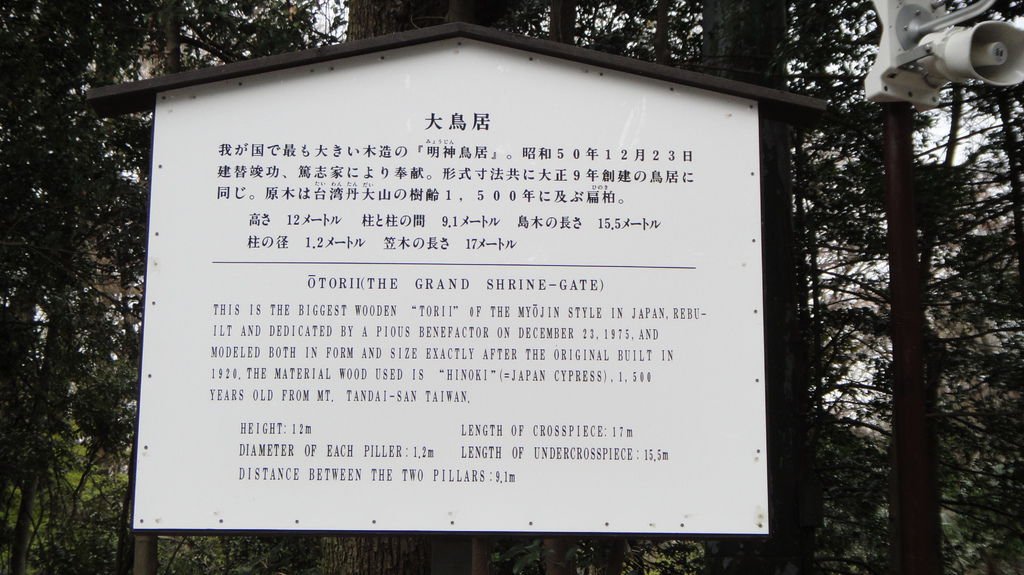 大鳥居
我が国で最も大きい木造の『明神鳥居』。昭和50年12月23日
建替竣功、篤志家により奉献。形式寸法共に大正9年創建の鳥居に
同じ。原木は台湾丹大山の樹齢1,500年に及ぶ扁柏。
高さ 12メートル 柱と柱の間 9.1メートル 島木の長さ 15.5メートル
柱の径 1.2メートル 笠木の長さ 17メートル
ŌTORII(THE GRAND SHRINE-GATE)
THIS IS THE BIGGEST WOODEN “TORII” OF THE MYŌJIN STYLE IN JAPAN, REBU-
ILT AND DEDICATED BY A PIOUS BENEFACTOR ON DECEMBER 23, 1975, AND
MODELED BOTH IN FORM AND SIZE EXACTLY AFTER THE ORIGINAL BUILT IN
1920. THE MATERIAL WOOD USED IS “HINOKI”(=JAPAN CYPRESS), 1,500
YEARS OLD FROM MT. TANDAI-SAN TAIWAN.
HEIGHT: 12m LENGTH OF CROSSPIECE: 17m
DIAMETER OF EACH PILLER: 1.2m LENGTH OF UNDERCROSSPIECE: 15.5m
DISTANCE BETWEEN THE TWO PILLARS: 9.1m